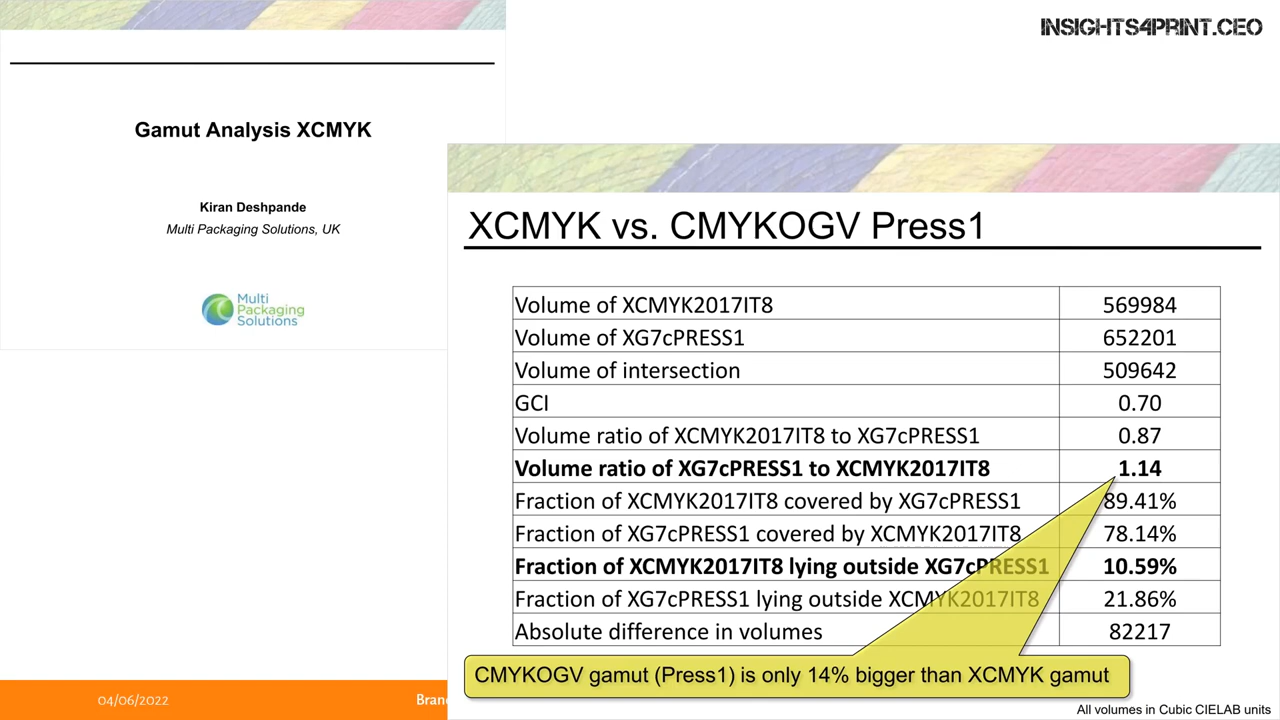 INSIGHTS4PRINT.CEO
Gamut Analysis XCMYK
Kiran Deshpande
Multi Packaging Solutions, UK
Multi
Packaging
Solutions
XCMYK vs. CMYKOGV Press1
Volume of XCMYK2017IT8 569984
Volume of XG7cPRESS1 652201
Volume of intersection 509642
GCI 0.70
Volume ratio of XCMYK2017IT8 to XG7cPRESS1 0.87
Volume ratio of XG7cPRESS1 to XCMYK2017IT8 1.14
Fraction of XCMYK2017IT8 covered by XG7cPRESS1 89.41%
Fraction of XG7cPRESS1 covered by XCMYK2017IT8 78.14%
Fraction of XCMYK2017IT8 lying outside XG7cPRESS1 10.59%
Fraction of XG7cPRESS1 lying outside XCMYK2017IT8 21.86%
Absolute difference in volumes 82217
CMYKOGV gamut (Press1) is only 14% bigger than XCMYK gamut
04/06/2022 Bran
All volumes in Cubic CIELAB units